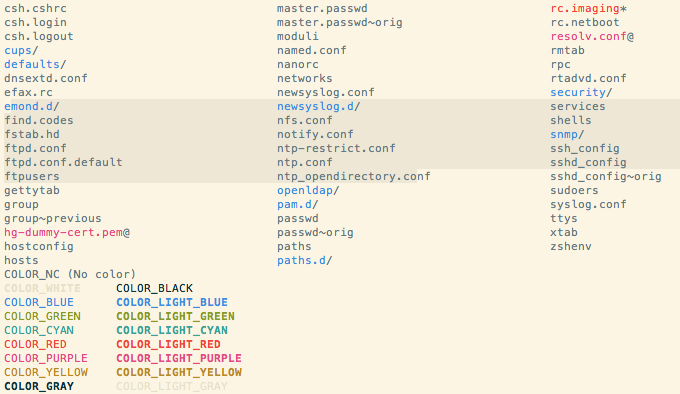 csh.cshrc master.passwd rc.imaging*
csh.login master.passwd~orig rc.netboot
csh.logout moduli resolv.conf@
cups/ named.conf rmtab
defaults/ nanorc rpc
dnsextd.conf networks rtadvd.conf
efax.rc newsyslog.conf security/
emond.d/ newsyslog.d/ services
find.codes nfs.conf shells
fstab.hd notify.conf snmp/
ftpd.conf ntp-restrict.conf ssh_config
ftpd.conf.default ntp.conf sshd_config
ftpusers ntp_opendirectory.conf sshd_config~orig
gettytab openldap/ sudoers
group pam.d/ syslog.conf
group~previous passwd ttys
hg-dummy-cert.pem@ passwd~orig xtab
hostconfig paths zshenv
hosts paths.d/
COLOR_NC (No color)
COLOR_WHITE COLOR_BLACK
COLOR_BLUE COLOR_LIGHT_BLUE
COLOR_GREEN COLOR_LIGHT_GREEN
COLOR_CYAN COLOR_LIGHT_CYAN
COLOR_RED COLOR_LIGHT_RED
COLOR_PURPLE COLOR_LIGHT_PURPLE
COLOR_YELLOW COLOR_LIGHT_YELLOW
COLOR_GRAY COLOR_LIGHT_GRAY